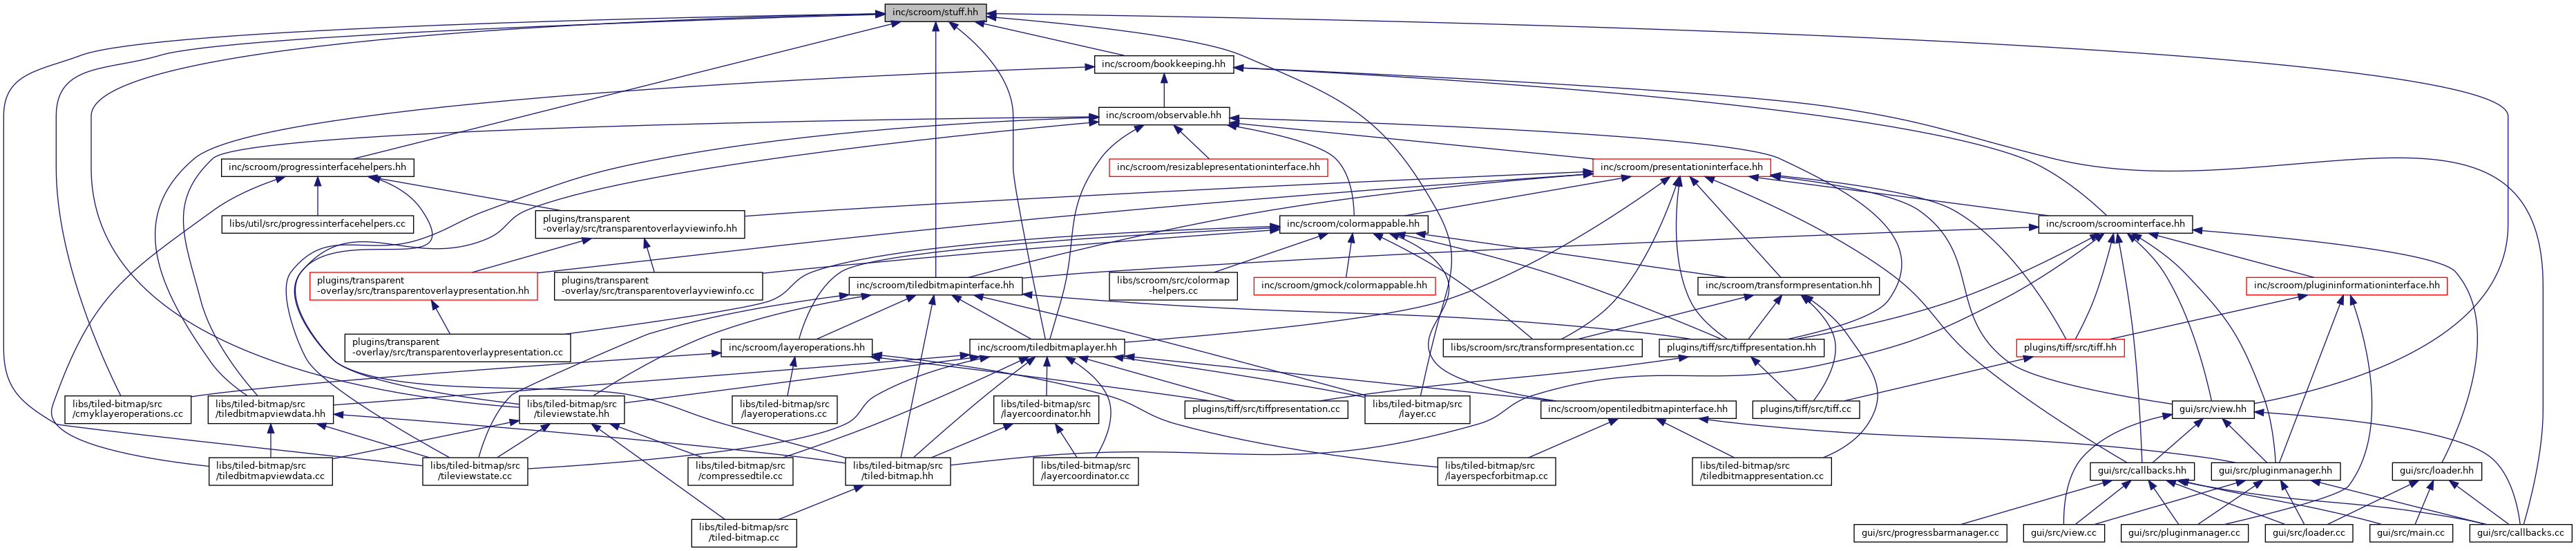 inc/scroom/stuff.hh
inc/scroom/bookkeeping.hh
inc/scroom/observable.hh
inc/scroom/progressinterfacehelpers.hh
inc/scroom/resizablepresentationinterface.hh
inc/scroom/presentationinterface.hh
libs/util/src/progressinterfacehelpers.cc
plugins/transparent
-overlay/src/transparentoverlayviewinfo.hh
inc/scroom/colormappable.hh
inc/scroom/scroominterface.hh
plugins/transparent
-overlay/src/transparentoverlaypresentation.hh
plugins/transparent
-overlay/src/transparentoverlayviewinfo.cc
inc/scroom/tiledbitmapinterface.hh
libs/scroom/src/colormap
-helpers.cc
inc/scroom/gmock/colormappable.hh
inc/scroom/transformpresentation.hh
inc/scroom/plugininformationinterface.hh
plugins/transparent
-overlay/src/transparentoverlaypresentation.cc
inc/scroom/layeroperations.hh
inc/scroom/tiledbitmaplayer.hh
libs/scroom/src/transformpresentation.cc
plugins/tiff/src/tiffpresentation.hh
plugins/tiff/src/tiff.hh
libs/tiled-bitmap/src
/cmyklayeroperations.cc
libs/tiled-bitmap/src
/tiledbitmapviewdata.hh
libs/tiled-bitmap/src
/tileviewstate.hh
libs/tiled-bitmap/src
/layeroperations.cc
libs/tiled-bitmap/src
/layercoordinator.hh
plugins/tiff/src/tiffpresentation.cc
libs/tiled-bitmap/src
/layer.cc
inc/scroom/opentiledbitmapinterface.hh
plugins/tiff/src/tiff.cc
gui/src/view.hh
libs/tiled-bitmap/src
/tiledbitmapviewdata.cc
libs/tiled-bitmap/src
/tileviewstate.cc
libs/tiled-bitmap/src
/compressedtile.cc
libs/tiled-bitmap/src
/tiled-bitmap.hh
libs/tiled-bitmap/src
/layercoordinator.cc
libs/tiled-bitmap/src
/layerspecforbitmap.cc
libs/tiled-bitmap/src
/tiledbitmappresentation.cc
gui/src/callbacks.hh
gui/src/pluginmanager.hh
gui/src/loader.hh
libs/tiled-bitmap/src
/tiled-bitmap.cc
gui/src/progressbarmanager.cc
gui/src/view.cc
gui/src/pluginmanager.cc
gui/src/loader.cc
gui/src/main.cc
gui/src/callbacks.cc